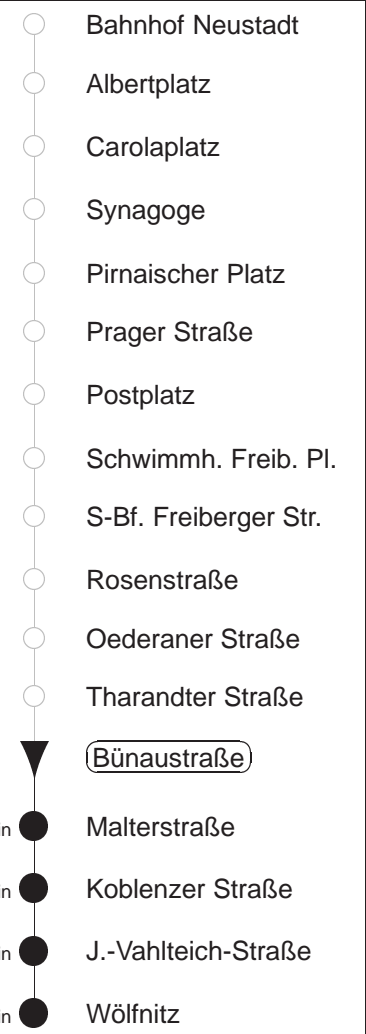 Bahnhof Neustadt
Albertplatz
Carolaplatz
Synagoge
Pirnaischer Platz
Prager Straße
Postplatz
Schwimmh. Freib. Pl.
S-Bf. Freiberger Str.
Rosenstraße
Oederaner Straße
Tharandter Straße
Bünaustraße
Malterstraße
Koblenzer Straße
J.-Vahlteich-Straße
Wölfnitz